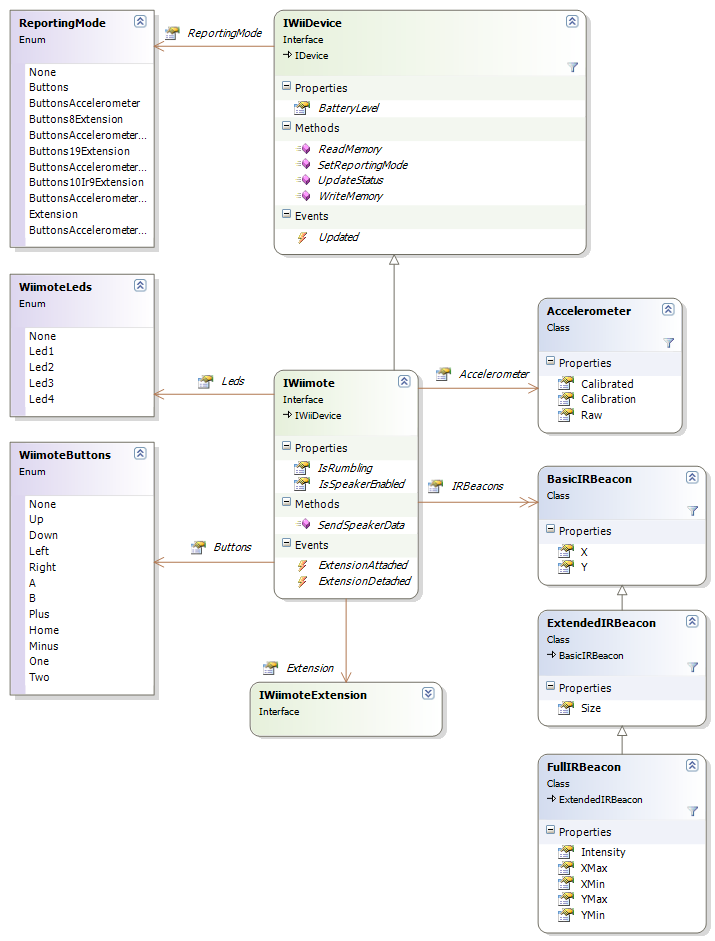 ReportingMode
Enum
None
Buttons
ButtonsAccelerometer
Buttons8Extension
ButtonsAccelerometer...
Buttons19Extension
ButtonsAccelerometer...
Buttons10Ir9Extension
ButtonsAccelerometer...
Extension
ButtonsAccelerometer...
ReportingMode
IWiiDevice
Interface
IDevice
Properties
BatteryLevel
Methods
ReadMemory
SetReportingMode
UpdateStatus
WriteMemory
Events
Updated
WiimoteLeds
Enum
None
Led1
Led2
Led3
Led4
Leds
IWiimote
Interface
IWiiDevice
Properties
IsRumbling
IsSpeakerEnabled
Methods
SendSpeakerData
Events
ExtensionAttached
ExtensionDetached
Accelerometer
Accelerometer
Class
Properties
Calibrated
Calibration
Raw
WiimoteButtons
Enum
None
Up
Down
Left
Right
A
B
Plus
Home
Minus
One
Two
Buttons
IRBeacons
BasicIRBeacon
Class
Properties
X
Y
Extension
IWiimoteExtension
Interface
ExtendedIRBeacon
Class
BasicIRBeacon
Properties
Size
FullIRBeacon
Class
ExtendedIRBeacon
Properties
Intensity
XMax
XMin
YMax
YMin